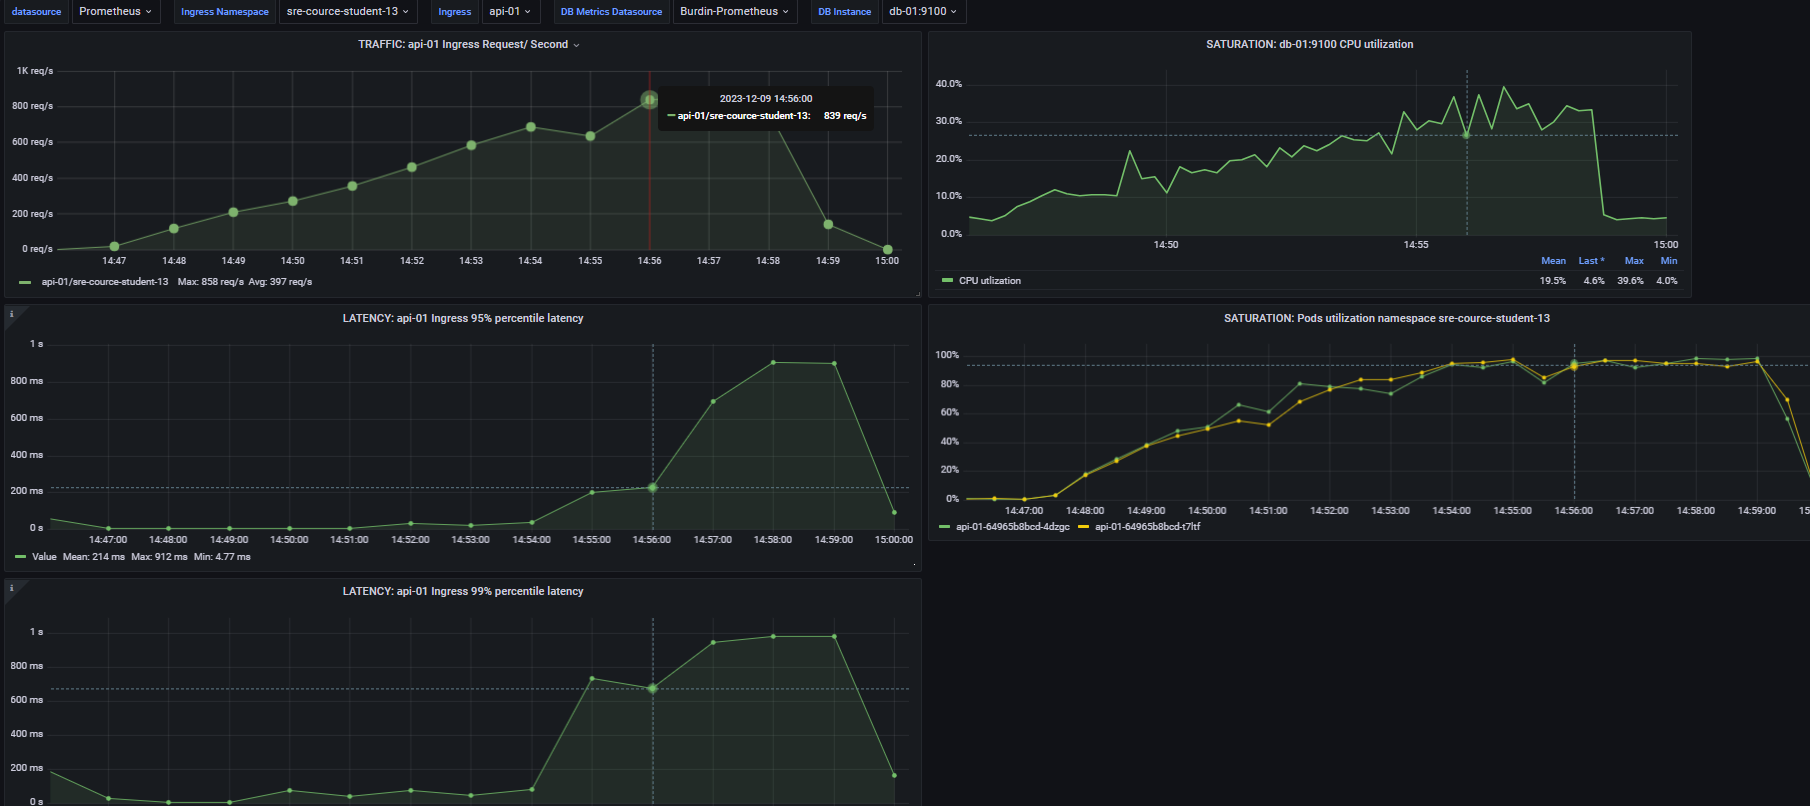 datasource Prometheus Ingress Namespace sre-cource-student-13 Ingress api-01 DB Metrics Datasource Burdin-Prometheus DB Instance db-01:9100
TRAFFIC: api-01 Ingress Request/ Second
1K req/s
800 req/s
600 req/s
400 req/s
200 req/s
0 req/s
2023-12-09 14:56:00
api-01/sre-cource-student-13: 839 req/s
14:47 14:48 14:49 14:50 14:51 14:52 14:53 14:54 14:55 14:56 14:57 14:58 14:59 15:00
api-01/sre-cource-student-13 Max: 858 req/s Avg: 397 req/s
SATURATION: db-01:9100 CPU utilization
40.0%
30.0%
20.0%
10.0%
0.0%
14:50 14:55 15:00
Mean Last * Max Min
CPU utlization 19.5% 4.6% 39.6% 4.0%
LATENCY: api-01 Ingress 95% percentile latency
1 s
800 ms
600 ms
400 ms
200 ms
0 s
14:47:00 14:48:00 14:49:00 14:50:00 14:51:00 14:52:00 14:53:00 14:54:00 14:55:00 14:56:00 14:57:00 14:58:00 14:59:00 15:00:00
Value Mean: 214 ms Max: 912 ms Min: 4.77 ms
SATURATION: Pods utilization namespace sre-cource-student-13
100%
80%
60%
40%
20%
0%
14:47:00 14:48:00 14:49:00 14:50:00 14:51:00 14:52:00 14:53:00 14:54:00 14:55:00 14:56:00 14:57:00 14:58:00 14:59:00 15
api-01-64965b8bcd-4dzgc api-01-64965b8bcd-t7ltf
LATENCY: api-01 Ingress 99% percentile latency
1 s
800 ms
600 ms
400 ms
200 ms
0 s